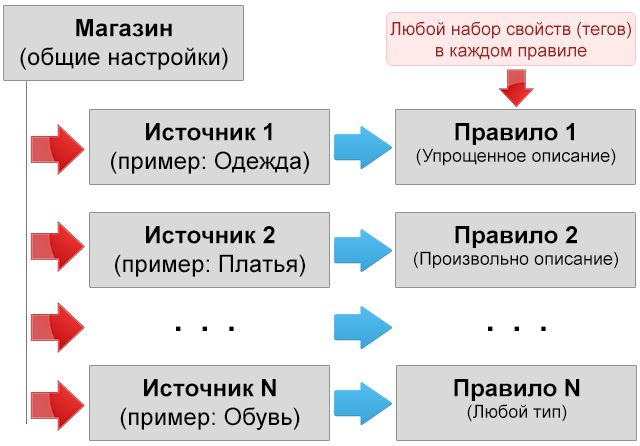 Магазин
(общие настройки)
Любой набор свойств (тегов)
в каждом правиле
Источник 1
(пример: Одежда)
Правило 1
(Упрощенное описание)
Источник 2
(пример: Платья)
Правило 2
(Произвольно описание)
. . .
. . .
Источник N
(пример: Обувь)
Правило N
(Любой тип)